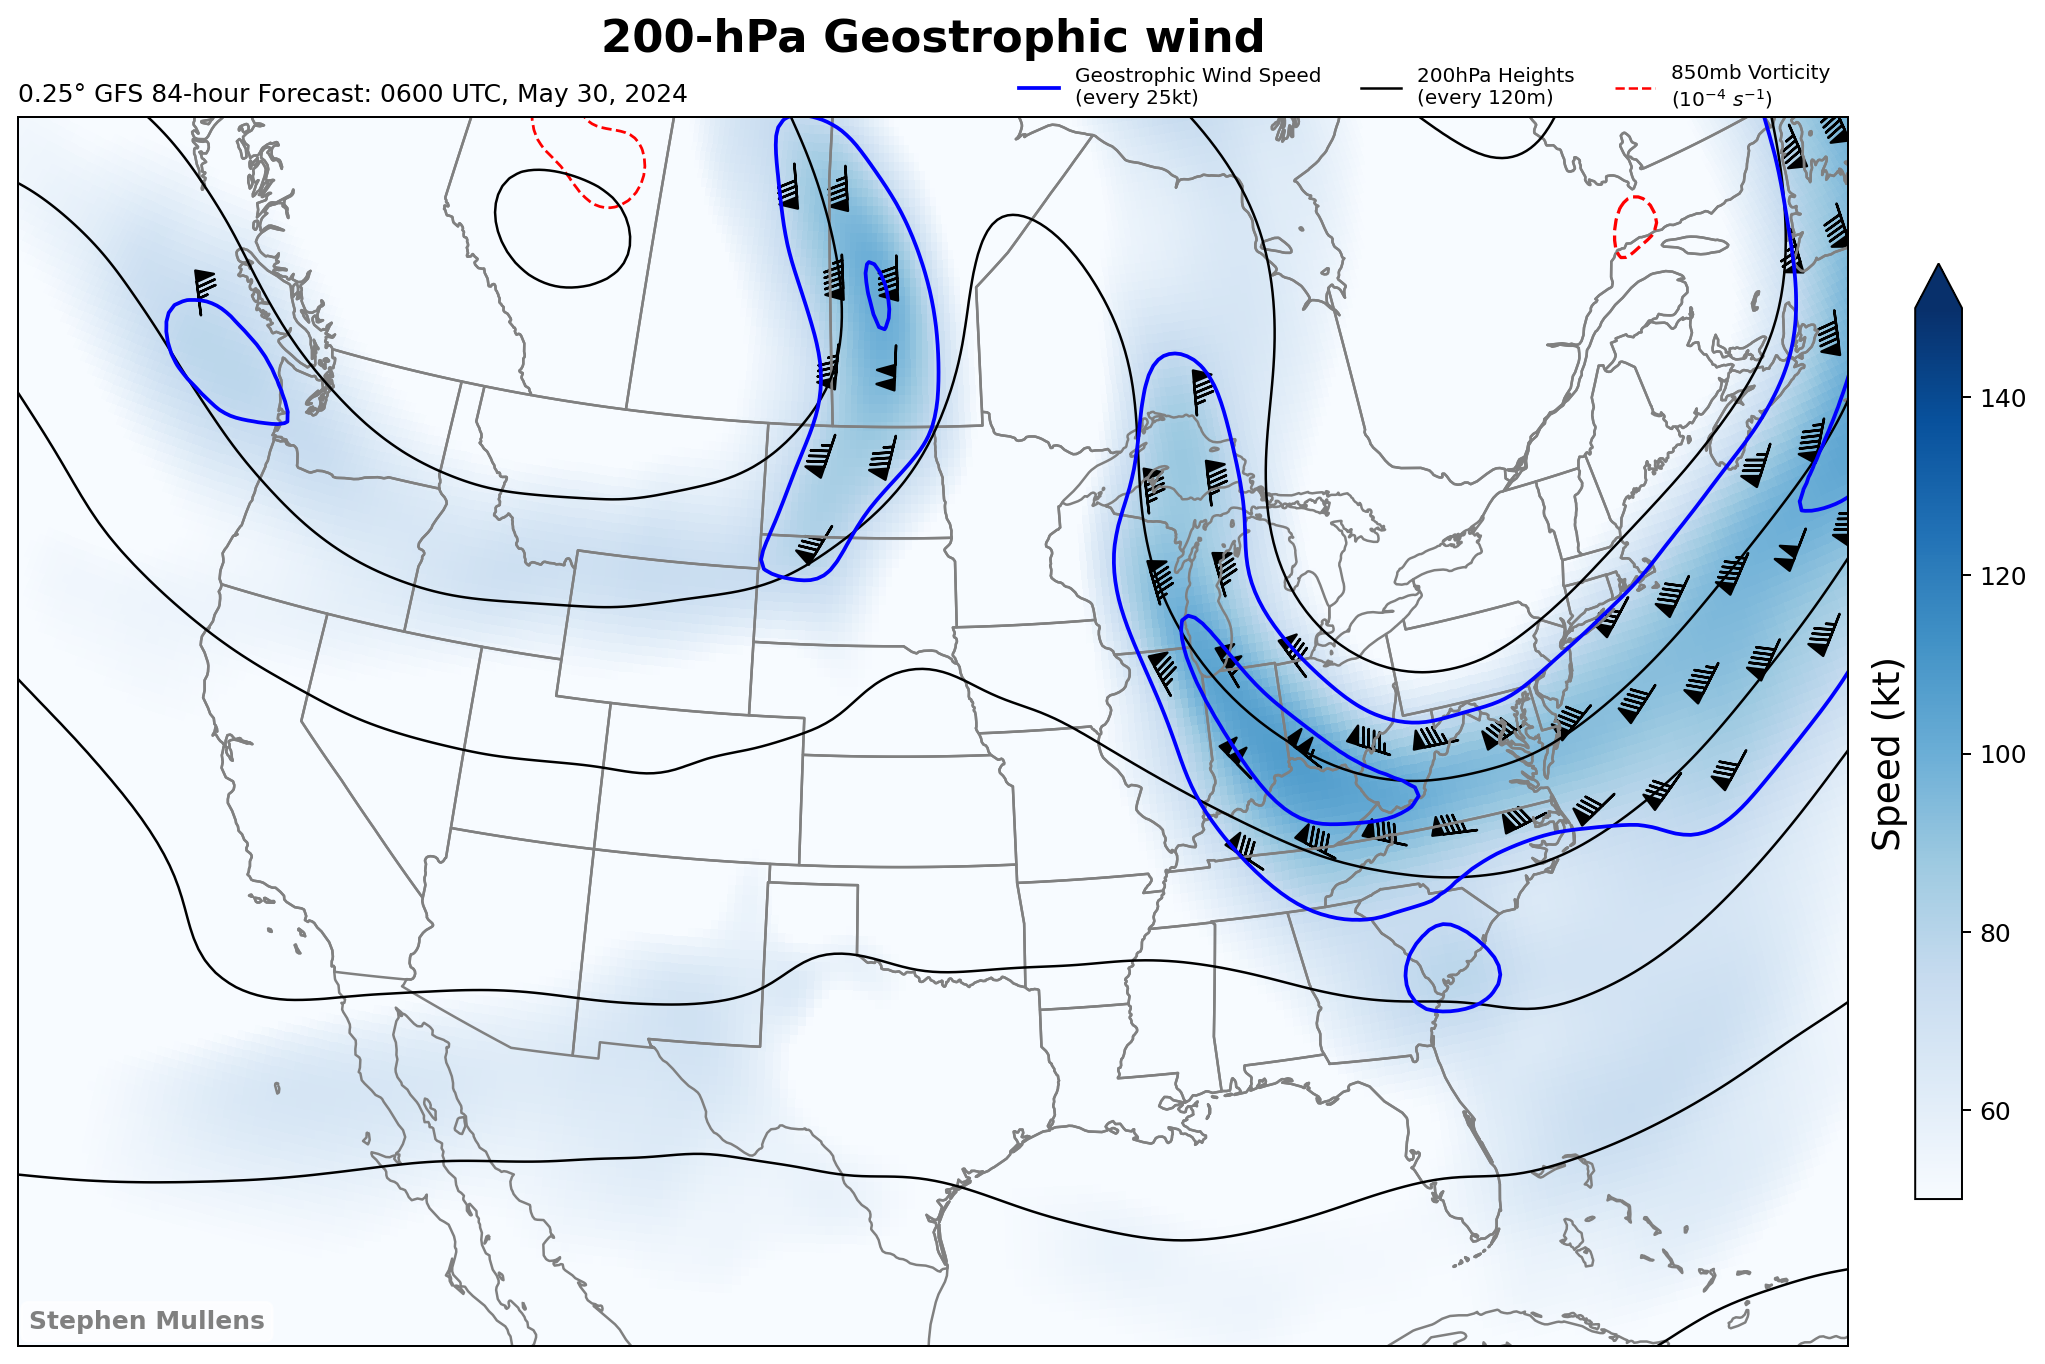 200-hPa Geostrophic wind
0.25° GFS 84-hour Forecast: 0600 UTC, May 30, 2024
Geostrophic Wind Speed
(every 25kt)
200hPa Heights
(every 120m)
850mb Vorticity
(10⁻⁴ s⁻¹)
140
120
100
80
60
Speed (kt)
Stephen Mullens